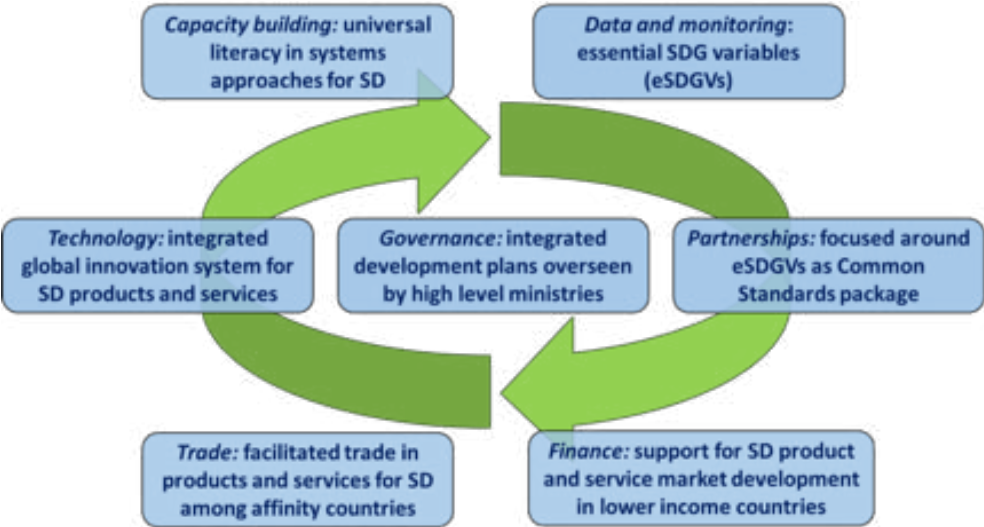 Capacity building: universal
literacy in systems
approaches for SD
Data and monitoring:
essential SDG variables
(eSDGVs)
Technology: integrated
global innovation system for
SD products and services
Governance: integrated
development plans overseen
by high level ministries
Partnerships: focused around
eSDGVs as Common
Standards package
Trade: facilitated trade in
products and services for SD
among affinity countries
Finance: support for SD product
and service market development
in lower income countries